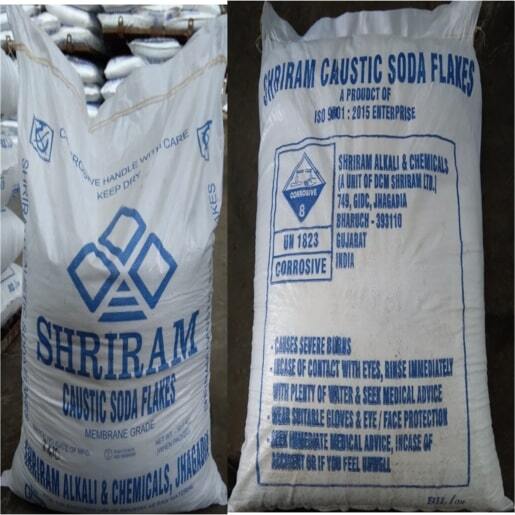 CORROSIVE HANDLE WITH CARE
KEEP DRY
SHRIRAM
CAUSTIC SODA FLAKES
MEMBRANE GRADE
SHRIRAM ALKALI & CHEMICALS, JHAGADIA
SHRIRAM CAUSTIC SODA FLAKES
A PROUDCT OF
ISO 9001 : 2015 ENTERPRISE
CORROSIVE
8
UN 1823
CORROSIVE
SHRIRAM ALKALI & CHEMICALS
(A UNIT OF DCM SHRIRAM LTD.)
749, GIDC, JHAGADIA
BHARUCH - 393110
GUJARAT
INDIA
- CAUSES SEVERE BURNS
- INCASE OF CONTACT WITH EYES, RINSE IMMEDIATELY
WITH PLENTY OF WATER & SEEK MEDICAL ADVICE
- WEAR SUITABLE GLOVES & EYE / FACE PROTECTION
- SEEK IMMEDIATE MEDICAL ADVICE, INCASE OF
ACCIDENT OR IF YOU FEEL UNWELL